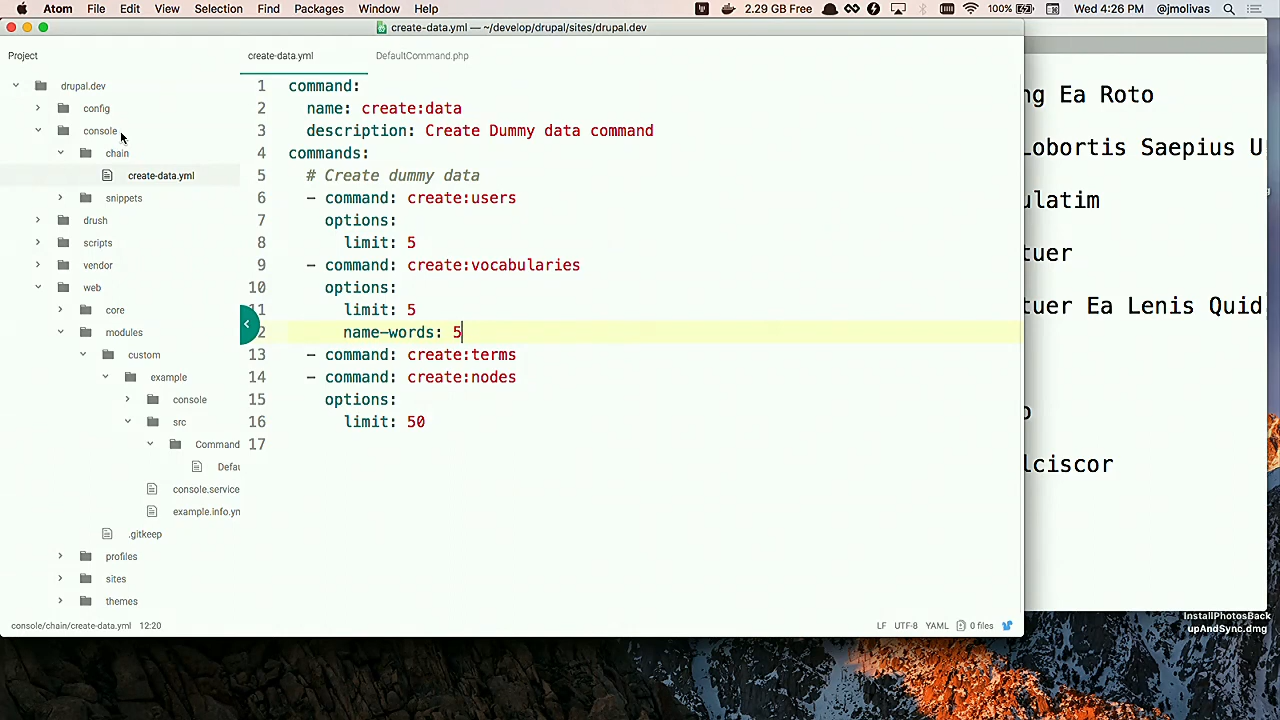 Atom File Edit View Selection Find Packages Window Help 2.29 GB Free 100% Wed 4:26 PM @jmolivas
create-data.yml — ~/develop/drupal/sites/drupal.dev
Project
create-data.yml
DefaultCommand.php
drupal.dev
config
console
chain
create-data.yml
snippets
drush
scripts
vendor
web
core
modules
custom
example
console
src
Command
Defau
console.service
example.info.yn
.gitkeep
profiles
sites
themes
1 command:
2 name: create:data
3 description: Create Dummy data command
4 commands:
5 # Create dummy data
6 - command: create:users
7 options:
8 limit: 5
9 - command: create:vocabularies
10 options:
11 limit: 5
2 name-words: 5
13 - command: create:terms
14 - command: create:nodes
15 options:
16 limit: 50
17
ng Ea Roto
Lobortis Saepius U
ulatim
tuer
tuer Ea Lenis Quid
o
lciscor
console/chain/create-data.yml 12:20
LF UTF-8 YAML 0 files
InstallPhotosBack
upAndSync.dmg